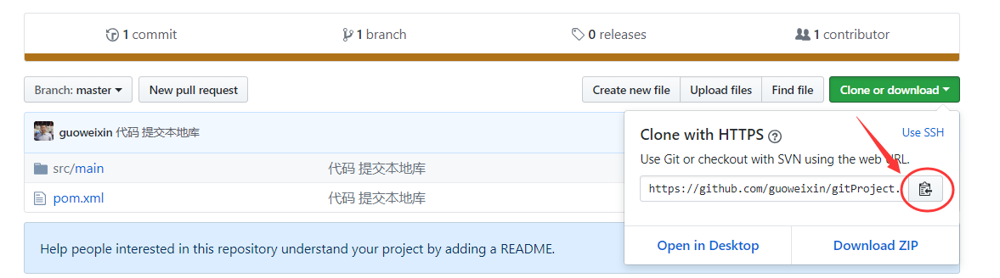 1 commit 1 branch 0 releases 1 contributor
Branch: master New pull request Create new file Upload files Find file Clone or download
guoweixin 代码 提交本地库
src/main 代码 提交本地库
pom.xml 代码 提交本地库
Help people interested in this repository understand your project by adding a README.
Clone with HTTPS ? Use SSH
Use Git or checkout with SVN using the web URL.
https://github.com/guoweixin/gitProject.
Open in Desktop Download ZIP